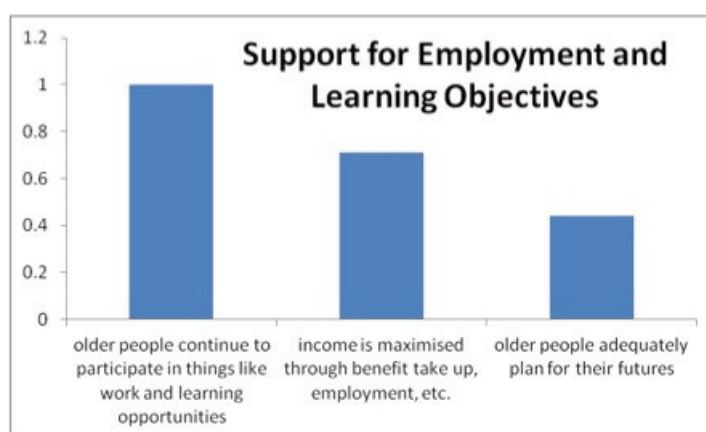 Support for Employment and
Learning Objectives
1.2
1
0.8
0.6
0.4
0.2
0
older people continue to
participate in things like
work and learning
opportunities
income is maximised
through benefit take up,
employment, etc.
older people adequately
plan for their futures